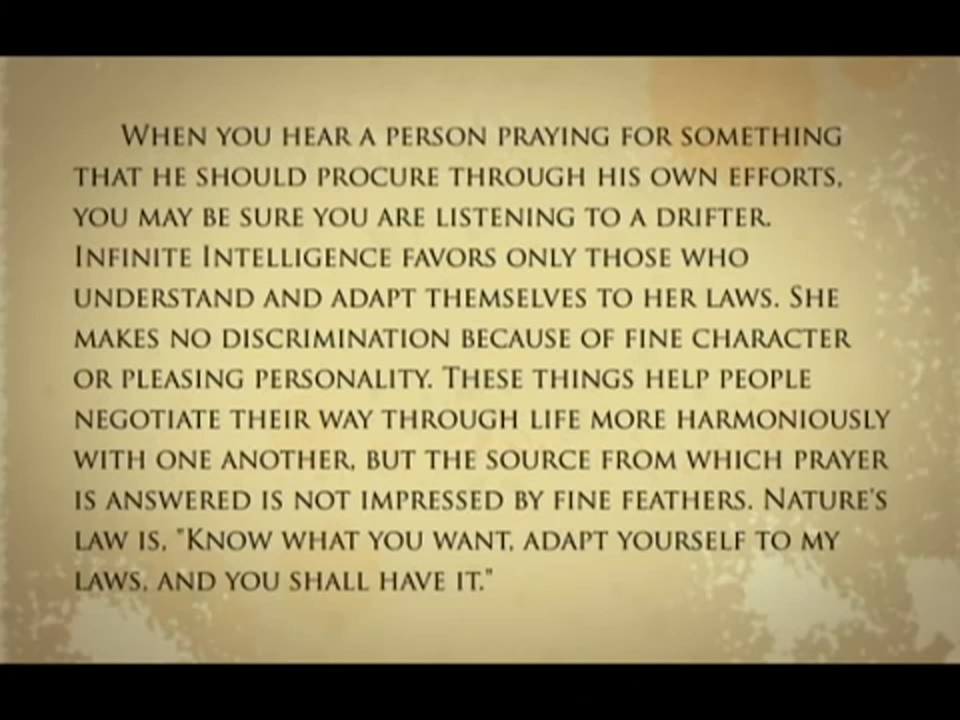 When you hear a person praying for something
that he should procure through his own efforts,
you may be sure you are listening to a drifter.
Infinite Intelligence favors only those who
understand and adapt themselves to her laws. She
makes no discrimination because of fine character
or pleasing personality. These things help people
negotiate their way through life more harmoniously
with one another, but the source from which prayer
is answered is not impressed by fine feathers. Nature's
law is, "Know what you want, adapt yourself to my
laws, and you shall have it."